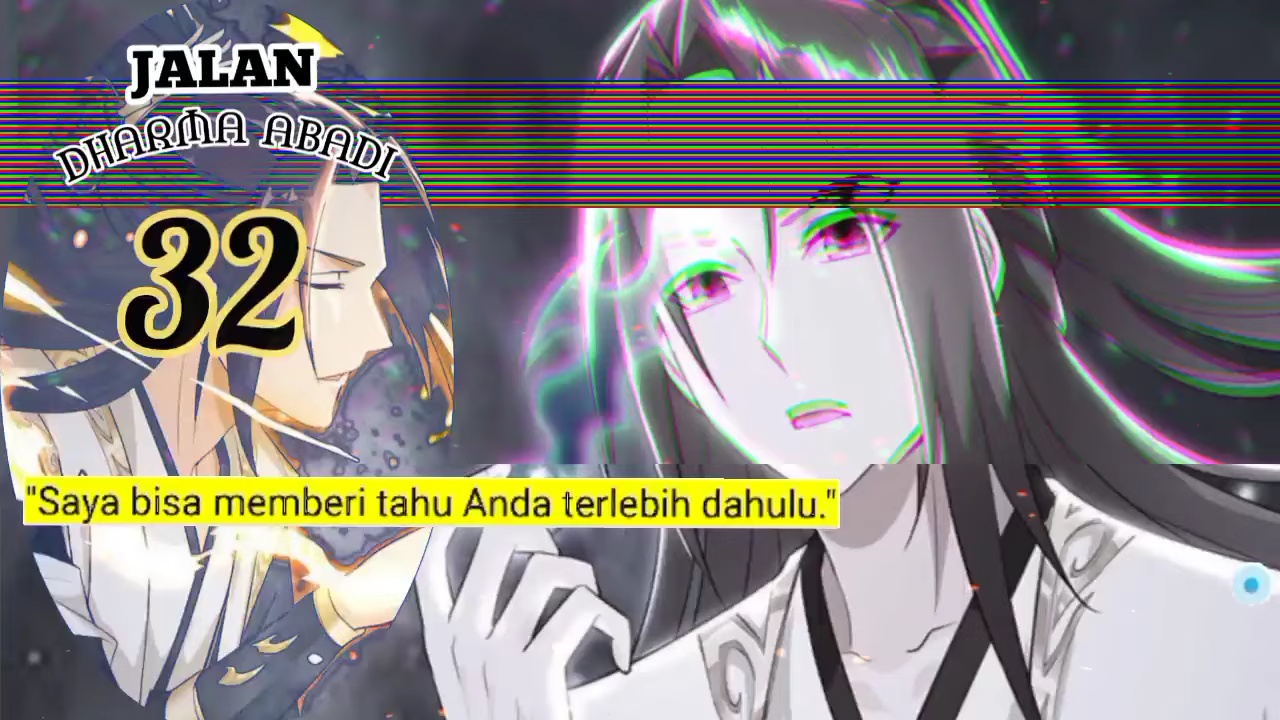 JALAN
DHARMA ABADI
32
"Saya bisa memberi tahu Anda terlebih dahulu."